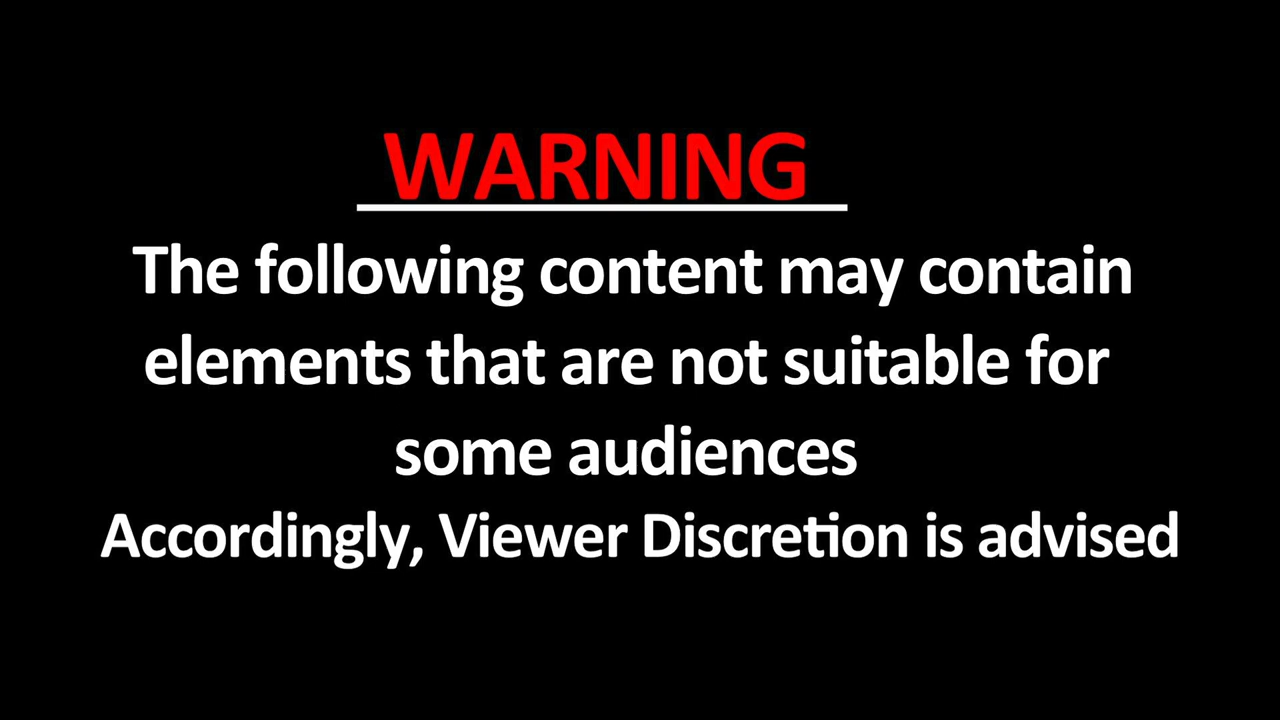 WARNING
The following content may contain
elements that are not suitable for
some audiences
Accordingly, Viewer Discretion is advised